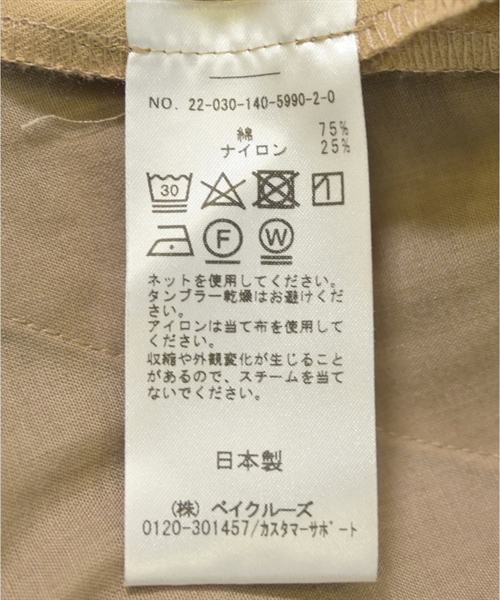 NO. 22-030-140-5990-2-0
綿 75%
ナイロン 25%
30
F
W
ネットを使用してください。
タンブラー乾燥はお避けくだ
さい。
アイロンは当て布を使用して
ください。
収縮や外観変化が生じること
があるので、スチームを当て
ないでください。
日本製
(株) ベイクルーズ
0120-301457/カスタマーサポート